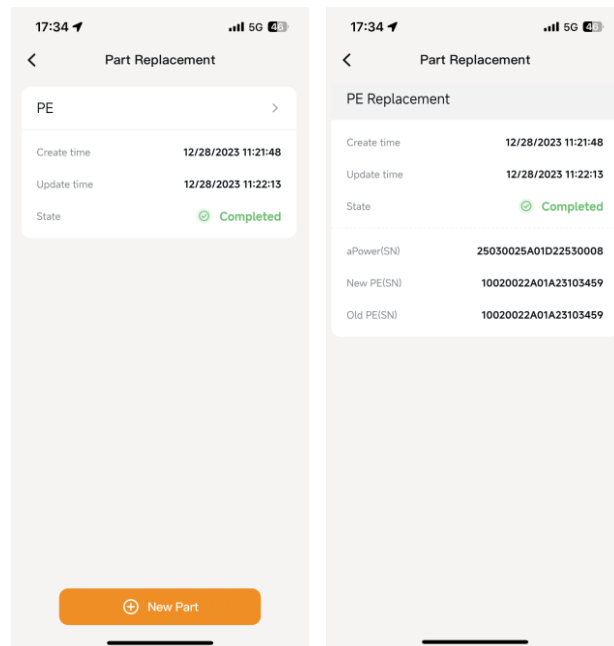 17:34 5G 46
Part Replacement
PE
Create time 12/28/2023 11:21:48
Update time 12/28/2023 11:22:13
State Completed
New Part
17:34 5G 46
Part Replacement
PE Replacement
Create time 12/28/2023 11:21:48
Update time 12/28/2023 11:22:13
State Completed
aPower(SN) 25030025A01D22530008
New PE(SN) 10020022A01A23103459
Old PE(SN) 10020022A01A23103459